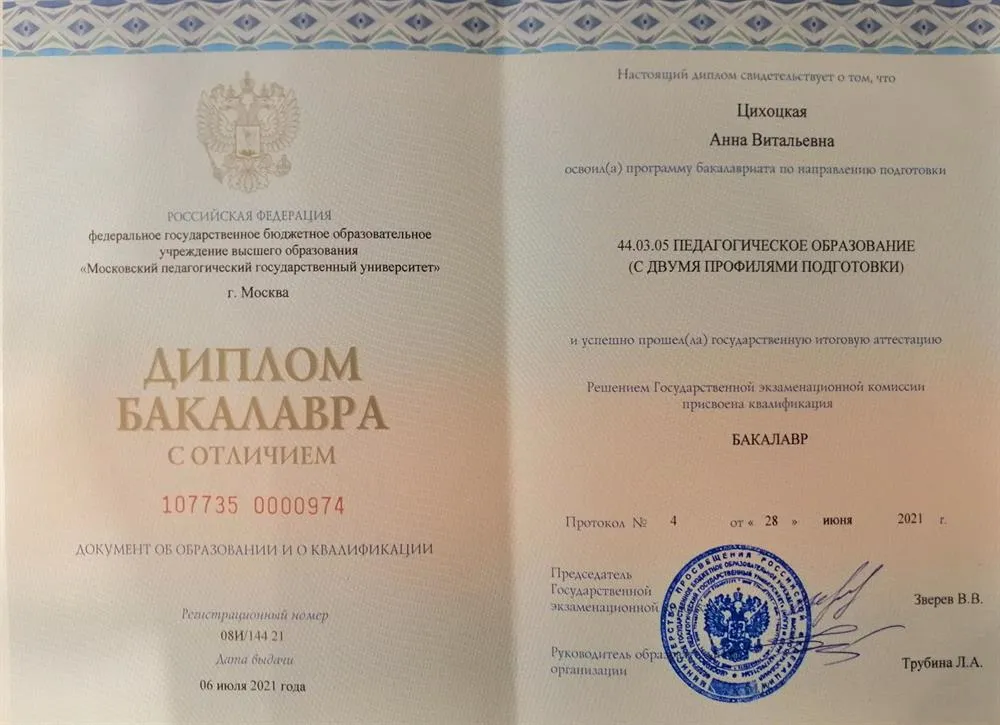 РОССИЙСКАЯ ФЕДЕРАЦИЯ
федеральное государственное бюджетное образовательное
учреждение высшего образования
«Московский педагогический государственный университет»
г. Москва
ДИПЛОМ
БАКАЛАВРА
С ОТЛИЧИЕМ
107735 0000974
ДОКУМЕНТ ОБ ОБРАЗОВАНИИ И О КВАЛИФИКАЦИИ
Регистрационный номер
08И/144 21
Дата выдачи
06 июля 2021 года
Настоящий диплом свидетельствует о том, что
Цихоцкая
Анна Витальевна
освоил(а) программу бакалавриата по направлению подготовки
44.03.05 ПЕДАГОГИЧЕСКОЕ ОБРАЗОВАНИЕ
(С ДВУМЯ ПРОФИЛЯМИ ПОДГОТОВКИ)
и успешно прошел(ла) государственную итоговую аттестацию
Решением Государственной экзаменационной комиссии
присвоена квалификация
БАКАЛАВР
Протокол № 4 от « 28 » июня 2021 г.
Председатель
Государственной
экзаменационной
Зверев В.В.
Руководитель
организации
Трубина Л.А.
МИНИСТЕРСТВО ПРОСВЕЩЕНИЯ РОССИЙСКОЙ ФЕДЕРАЦИИ